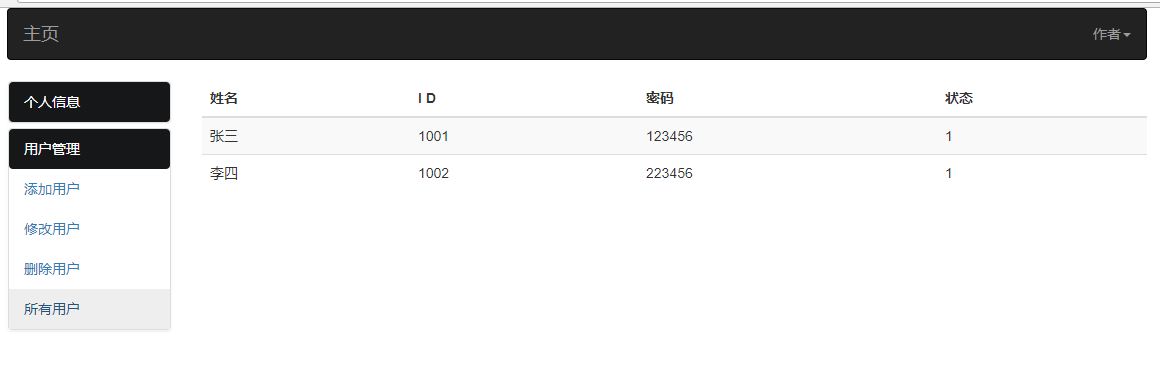 主页 作者
个人信息
用户管理
添加用户
修改用户
删除用户
所有用户
姓名 I D 密码 状态
张三 1001 123456 1
李四 1002 223456 1